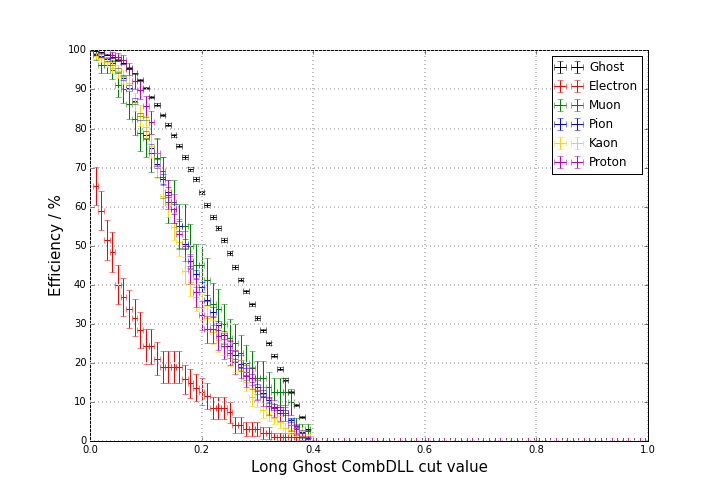 100
90
80
70
60
50
40
30
20
10
0
Efficiency / %
Ghost
Electron
Muon
Pion
Kaon
Proton
0.0 0.2 0.4 0.6 0.8 1.0
Long Ghost CombDLL cut value